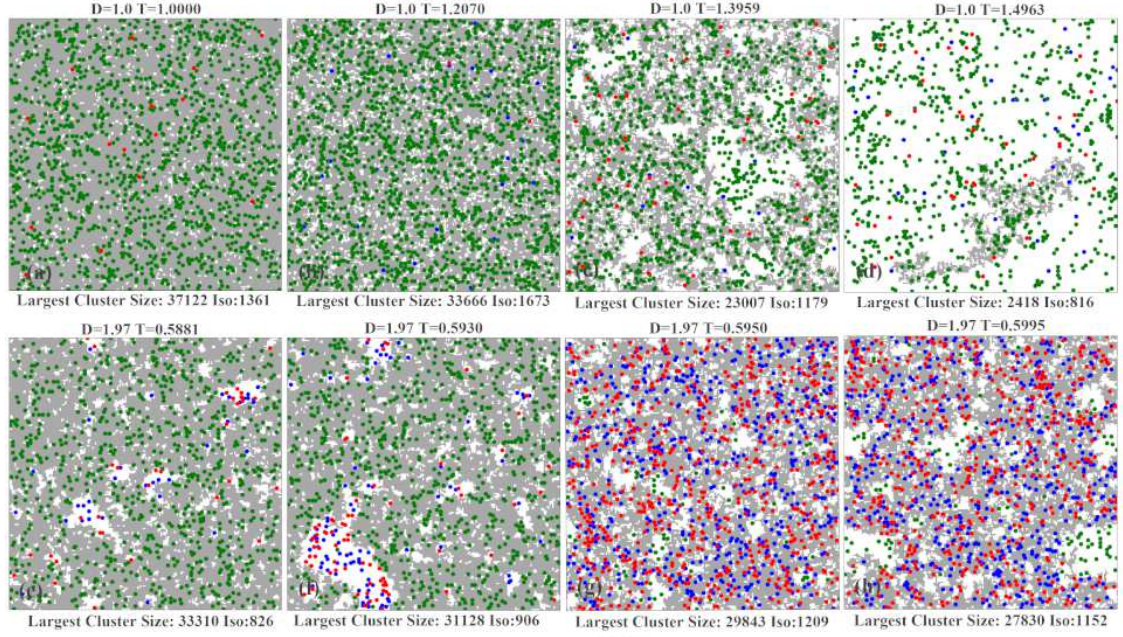 D=1.0 T=1.0000
D=1.0 T=1.2070
D=1.0 T=1.3959
D=1.0 T=1.4963
(a)
(b)
(c)
(d)
Largest Cluster Size: 37122 Iso:1361
Largest Cluster Size: 33666 Iso:1673
Largest Cluster Size: 23007 Iso:1179
Largest Cluster Size: 2418 Iso:816
D=1.97 T=0.5881
D=1.97 T=0.5930
D=1.97 T=0.5950
D=1.97 T=0.5995
(e)
(f)
(g)
(h)
Largest Cluster Size: 33310 Iso:826
Largest Cluster Size: 31128 Iso:906
Largest Cluster Size: 29843 Iso:1209
Largest Cluster Size: 27830 Iso:1152